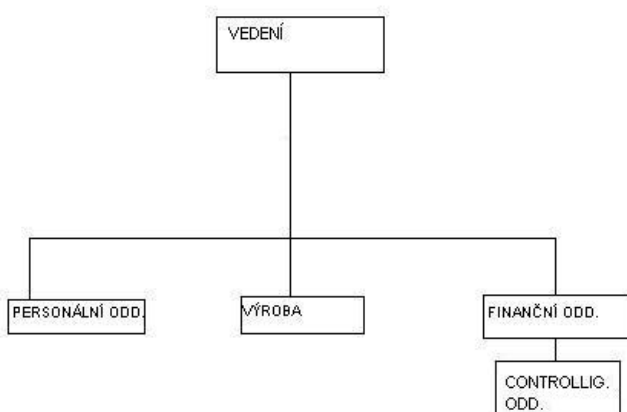 VEDENÍ
PERSONÁLNÍ ODD.
VÝROBA
FINANČNÍ ODD.
CONTROLLIG.
ODD.